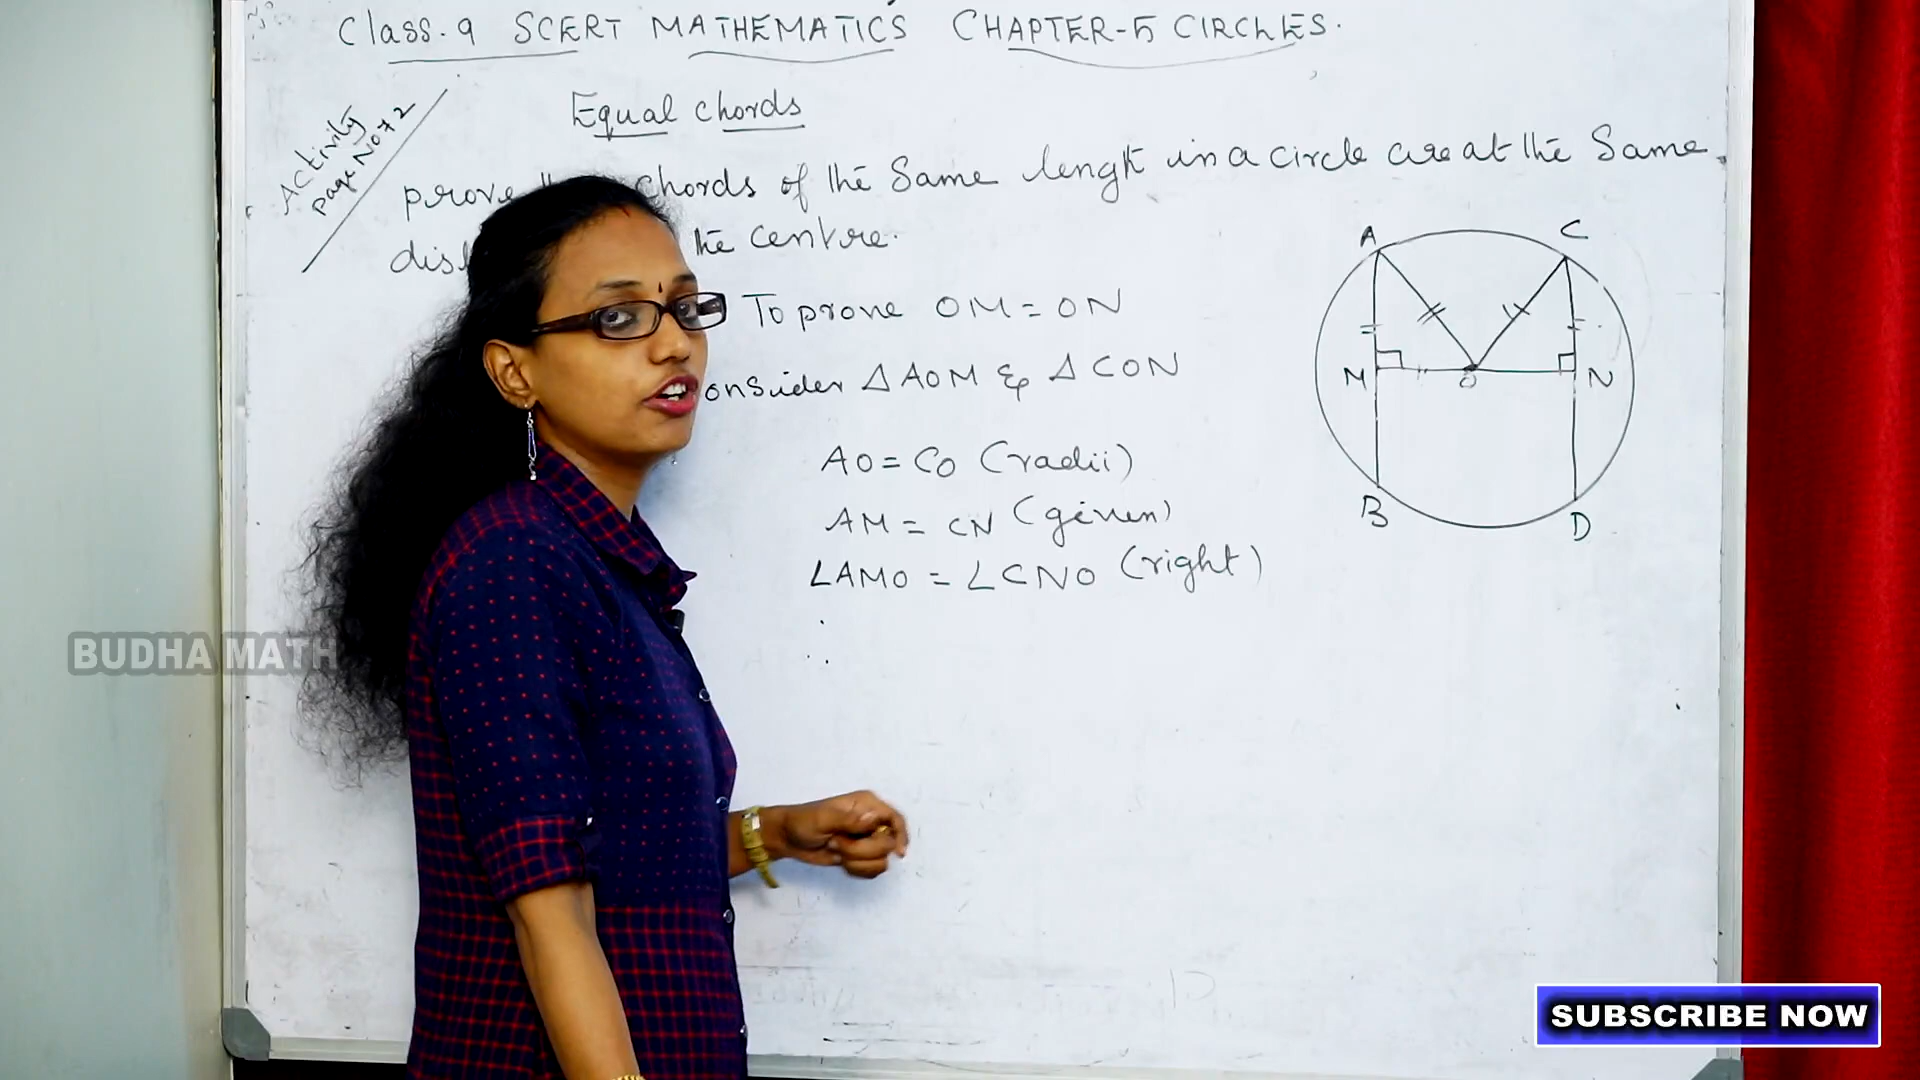 Class.9 SCERT MATHEMATICS CHAPTER-5 CIRCLES.
Activity
page No 72
Equal chords
prove chords of the Same length in a circle are at the Same
the centre.
To prove OM = ON
onsider △AOM & △CON
AO = CO (radii)
AM = CN (given)
∠AMO = ∠CNO (right)
A
C
M
O
N
B
D
BUDHA MATH
SUBSCRIBE NOW